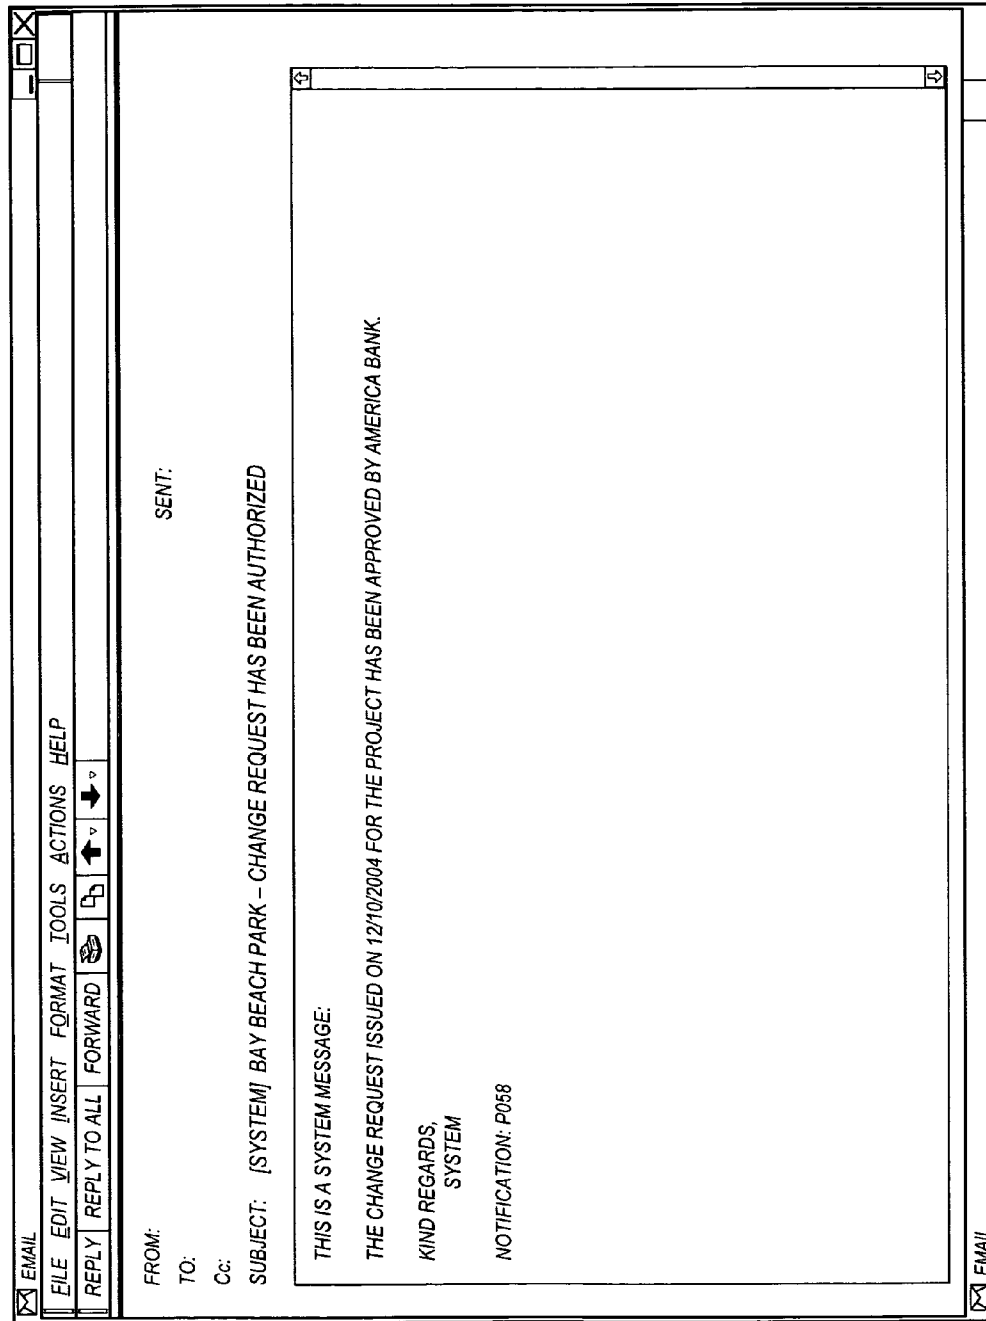 EMAIL
FILE EDIT VIEW INSERT FORMAT TOOLS ACTIONS HELP
REPLY REPLY TO ALL FORWARD
FROM: SENT:
TO:
Cc:
SUBJECT: [SYSTEM] BAY BEACH PARK – CHANGE REQUEST HAS BEEN AUTHORIZED
THIS IS A SYSTEM MESSAGE:
THE CHANGE REQUEST ISSUED ON 12/10/2004 FOR THE PROJECT HAS BEEN APPROVED BY AMERICA BANK.
KIND REGARDS,
SYSTEM
NOTIFICATION: P058
EMAIL